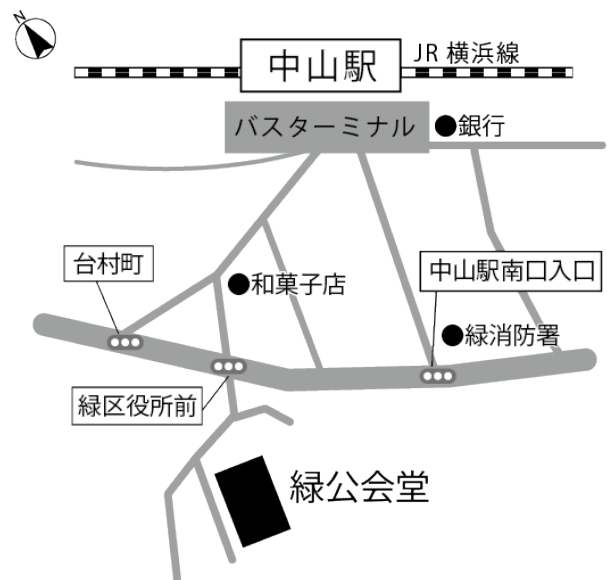 N
中山駅
JR 横浜線
バスターミナル
銀行
台村町
和菓子店
中山駅南口入口
緑消防署
緑区役所前
緑公会堂